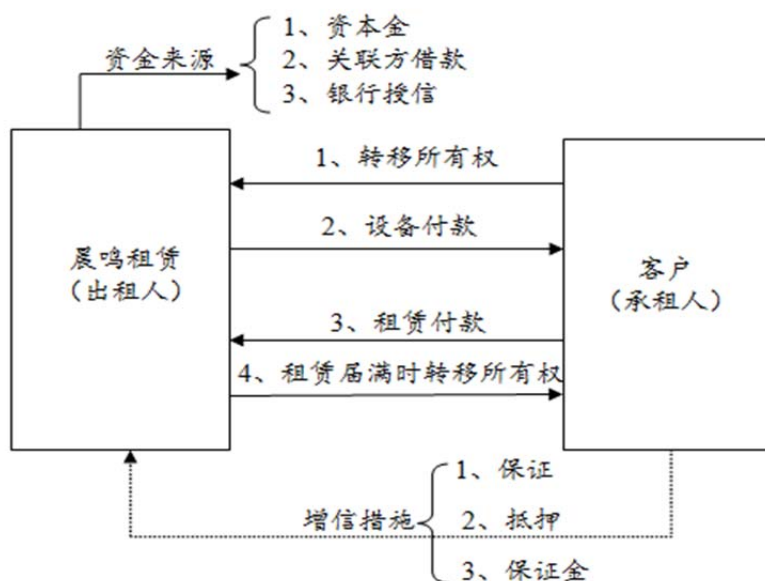 资金来源
1、资本金
2、关联方借款
3、银行授信
1、转移所有权
2、设备付款
晨鸣租赁
（出租人）
客户
（承租人）
3、租赁付款
4、租赁届满时转移所有权
增信措施
1、保证
2、抵押
3、保证金